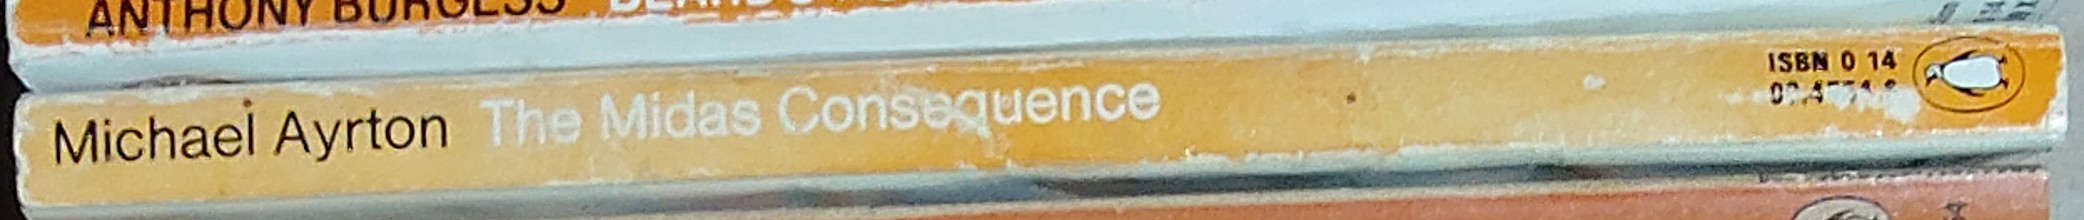 ANTHONY BURGESS
Michael Ayrton The Midas Consequence
ISBN 0 14